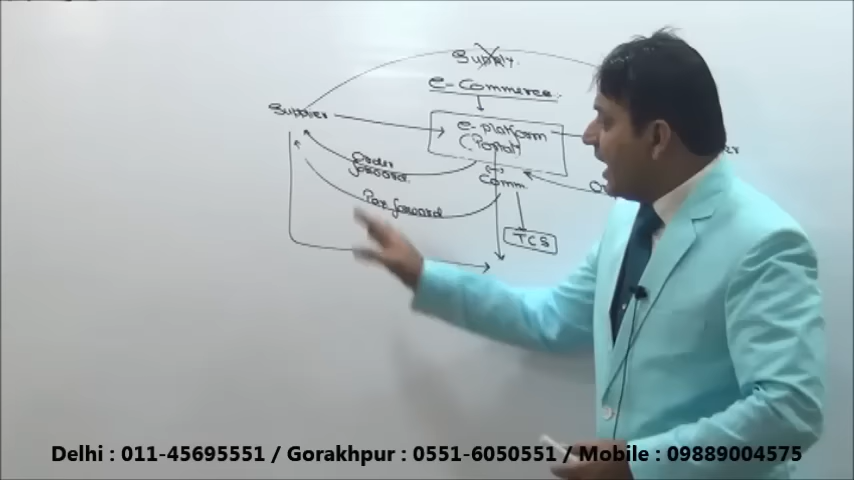 Supply
e-Commerce
Supplier
e-platform
(Portal)
Order
forward
(-) Comm.
Pay forward
TCS
Delhi : 011-45695551 / Gorakhpur : 0551-6050551 / Mobile : 09889004575